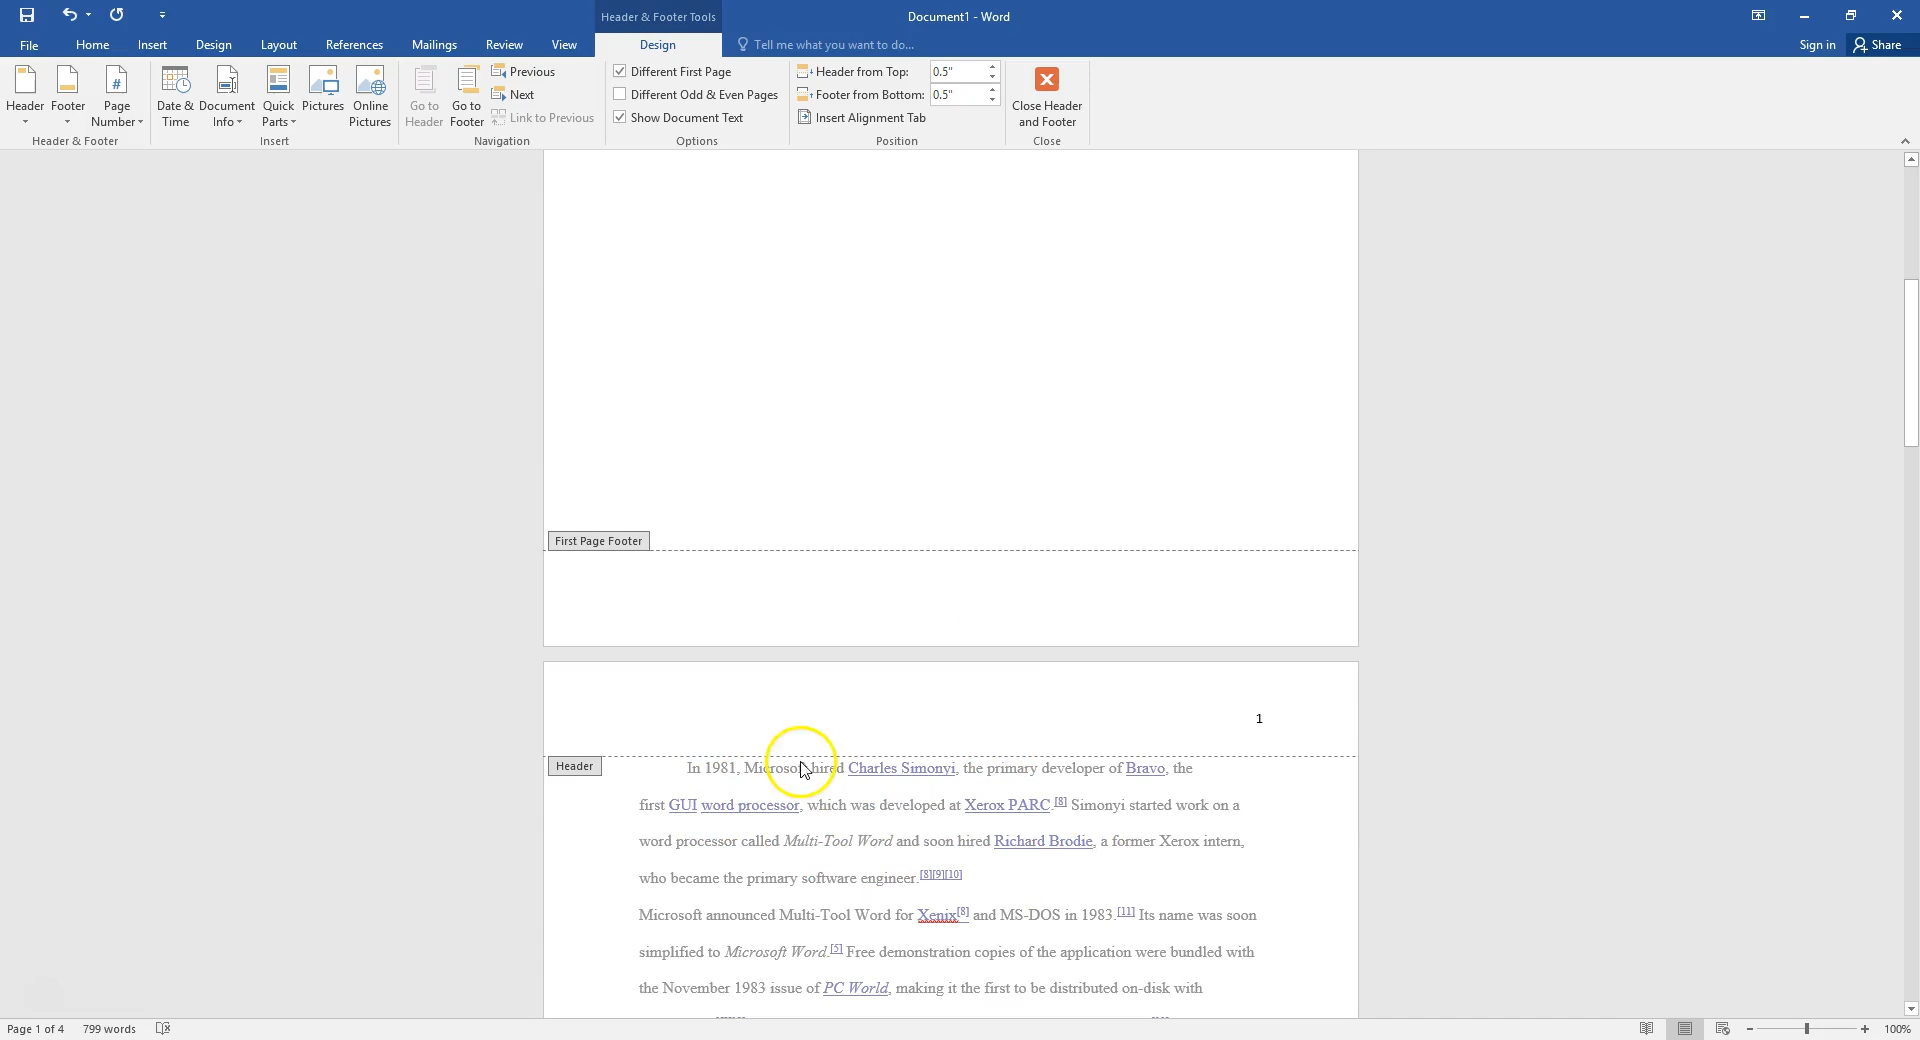 Header & Footer Tools
Document1 - Word
File Home Insert Design Layout References Mailings Review View Design Tell me what you want to do... Sign in Share
Header
Footer
Page
Number
Header & Footer
Date &
Time
Document
Info
Quick
Parts
Pictures
Online
Pictures
Insert
Go to
Header
Go to
Footer
Previous
Next
Link to Previous
Navigation
Different First Page
Different Odd & Even Pages
Show Document Text
Options
Header from Top: 0.5"
Footer from Bottom: 0.5"
Insert Alignment Tab
Position
Close Header
and Footer
Close
First Page Footer
1
Header
In 1981, Microsoft hired Charles Simonyi, the primary developer of Bravo, the
first GUI word processor, which was developed at Xerox PARC.[8] Simonyi started work on a
word processor called Multi-Tool Word and soon hired Richard Brodie, a former Xerox intern,
who became the primary software engineer.[8][9][10]
Microsoft announced Multi-Tool Word for Xenix[8] and MS-DOS in 1983.[11] Its name was soon
simplified to Microsoft Word.[5] Free demonstration copies of the application were bundled with
the November 1983 issue of PC World, making it the first to be distributed on-disk with
Page 1 of 4 799 words 100%